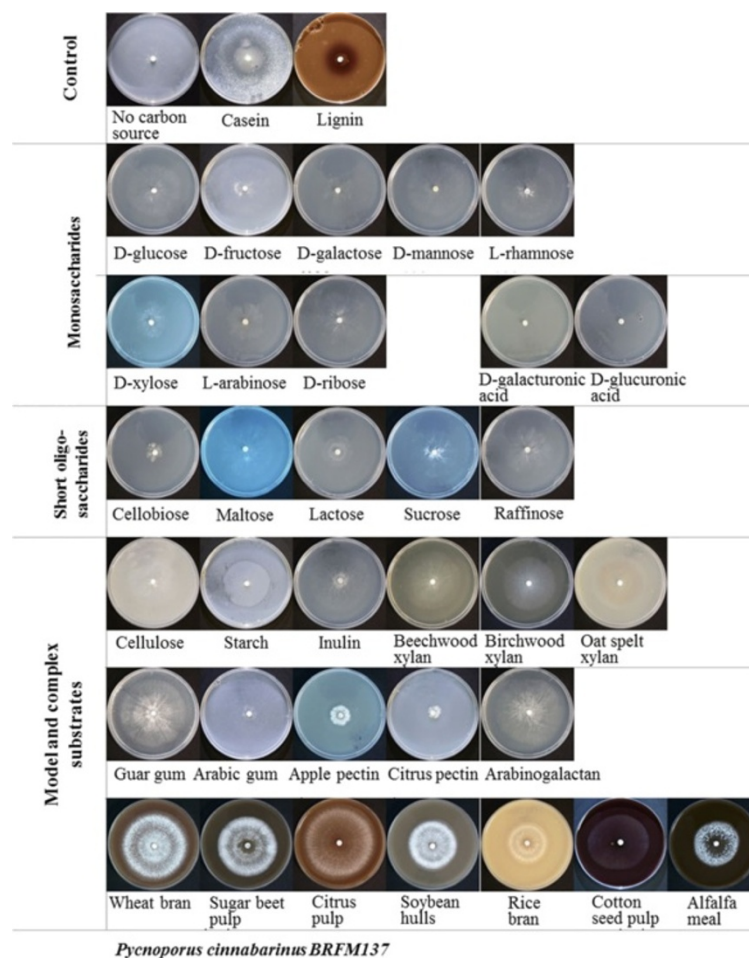 Control
No carbon source
Casein
Lignin
Monosaccharides
D-glucose
D-fructose
D-galactose
D-mannose
L-rhamnose
D-xylose
L-arabinose
D-ribose
D-galacturonic acid
D-glucuronic acid
Short oligo-
saccharides
Cellobiose
Maltose
Lactose
Sucrose
Raffinose
Model and complex
substrates
Cellulose
Starch
Inulin
Beechwood
xylan
Birchwood
xylan
Oat spelt
xylan
Guar gum
Arabic gum
Apple pectin
Citrus pectin
Arabinogalactan
Wheat bran
Sugar beet
pulp
Citrus
pulp
Soybean
hulls
Rice
bran
Cotton
seed pulp
Alfalfa
meal
Pycnoporus cinnabarinus BRFM137